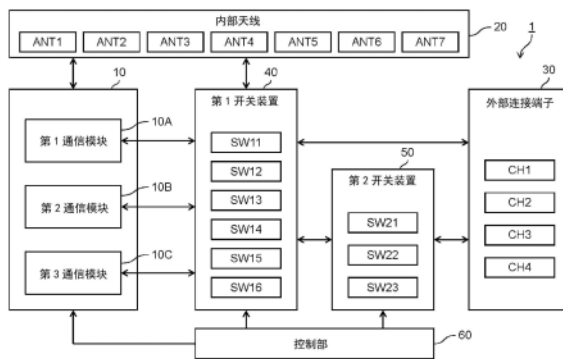 内部天线
20
1
ANT1 ANT2 ANT3 ANT4 ANT5 ANT6 ANT7
10
40
30
第1开关装置
外部连接端子
10A
第1通信模块
SW11
50
SW12
第2开关装置
CH1
10B
第2通信模块
SW13
CH2
SW14
SW21
CH3
10C
第3通信模块
SW15
SW22
CH4
SW16
SW23
控制部
60